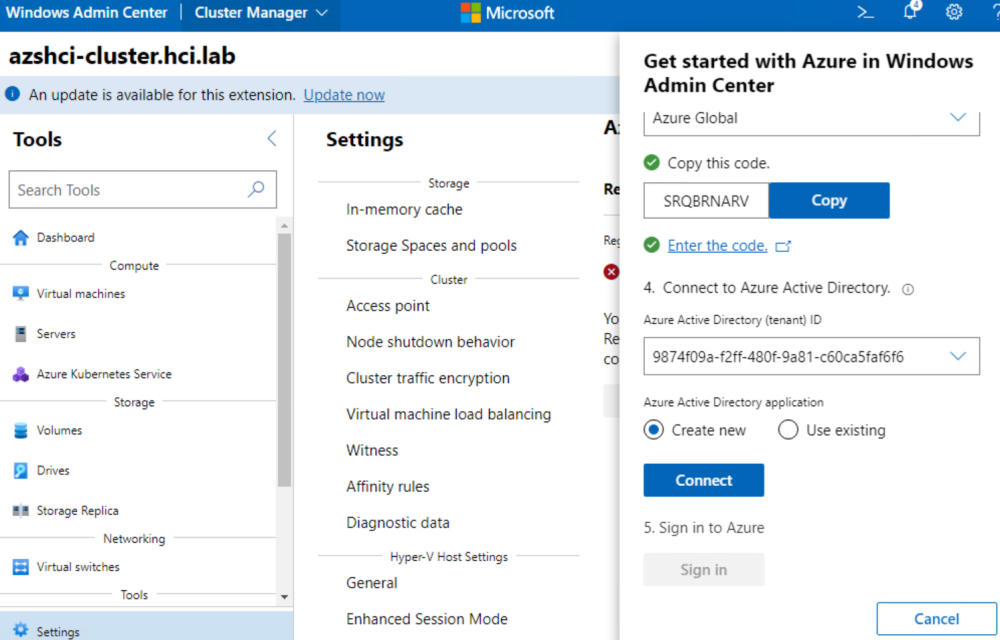 Windows Admin Center | Cluster Manager
Microsoft
4
azshci-cluster.hci.lab
An update is available for this extension. Update now
Tools
Search Tools
Dashboard
Compute
Virtual machines
Servers
Azure Kubernetes Service
Storage
Volumes
Drives
Storage Replica
Networking
Virtual switches
Tools
Settings
Settings
Storage
In-memory cache
Storage Spaces and pools
Cluster
Access point
Node shutdown behavior
Cluster traffic encryption
Virtual machine load balancing
Witness
Affinity rules
Diagnostic data
Hyper-V Host Settings
General
Enhanced Session Mode
Get started with Azure in Windows
Admin Center
Azure Global
Copy this code.
SRQBRNARV
Copy
Enter the code.
4. Connect to Azure Active Directory.
Azure Active Directory (tenant) ID
9874f09a-f2ff-480f-9a81-c60ca5faf6f6
Azure Active Directory application
Create new
Use existing
Connect
5. Sign in to Azure
Sign in
Cancel